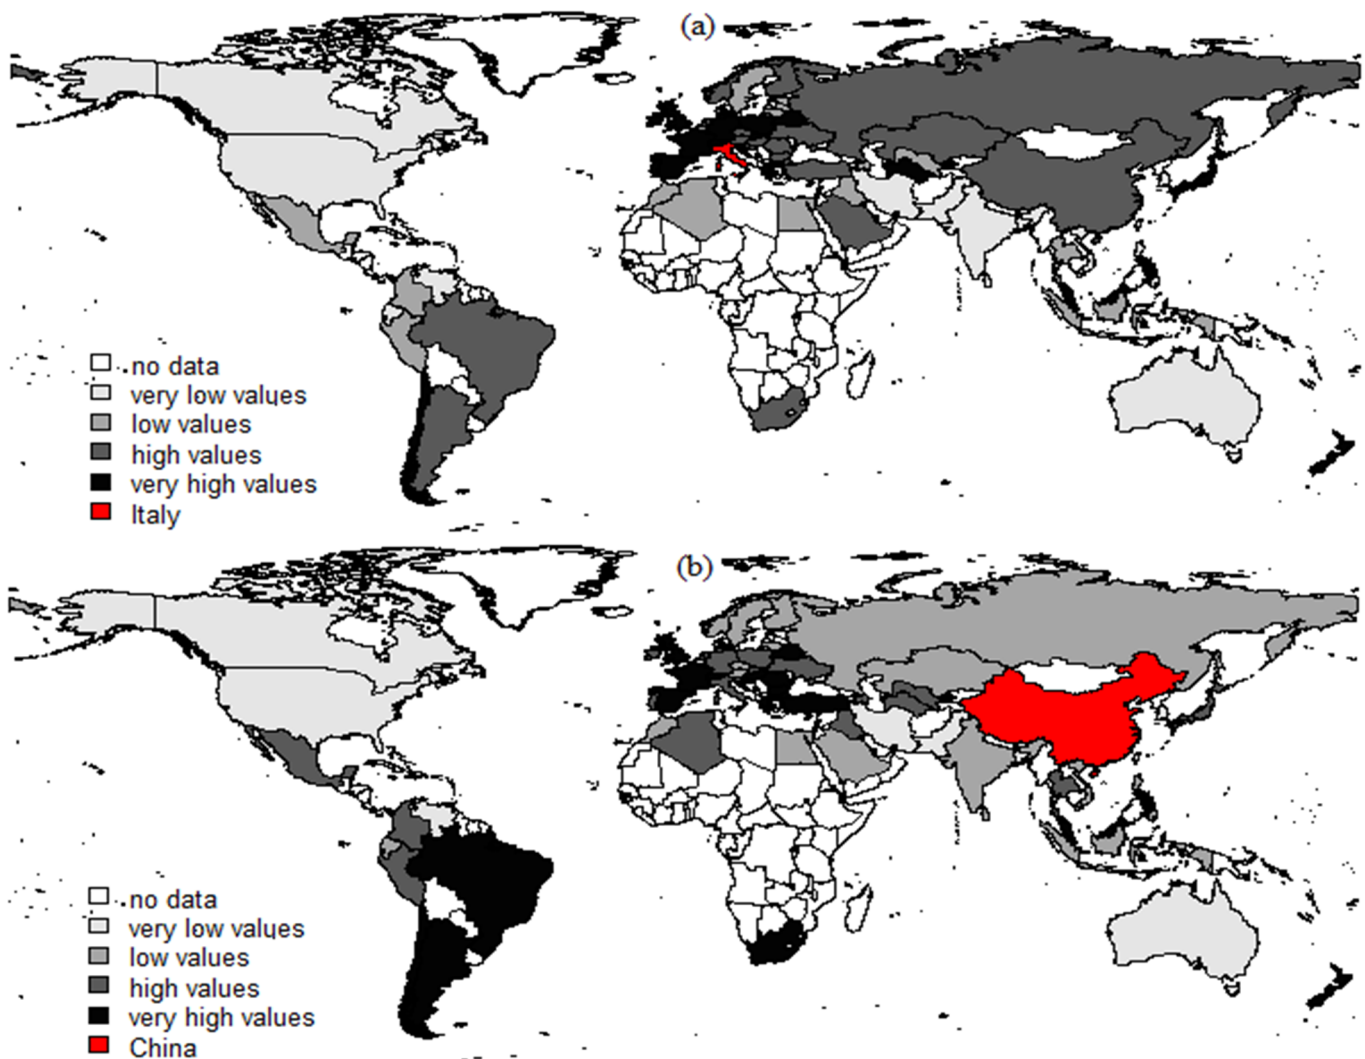 (a)
no data
very low values
low values
high values
very high values
Italy
(b)
no data
very low values
low values
high values
very high values
China